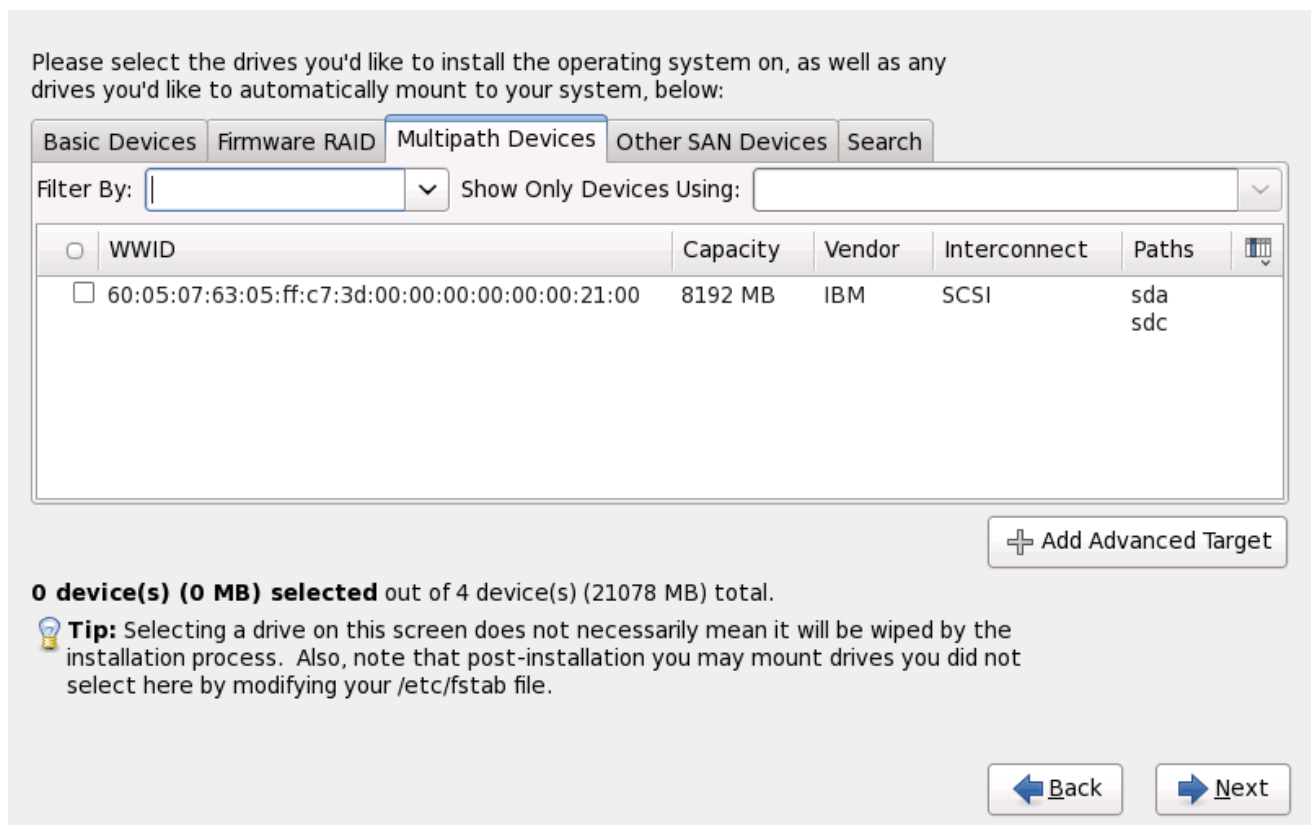 Please select the drives you'd like to install the operating system on, as well as any
drives you'd like to automatically mount to your system, below:
Basic Devices Firmware RAID Multipath Devices Other SAN Devices Search
Filter By: Show Only Devices Using:
WWID Capacity Vendor Interconnect Paths
60:05:07:63:05:ff:c7:3d:00:00:00:00:00:00:21:00 8192 MB IBM SCSI sda
sdc
Add Advanced Target
0 device(s) (0 MB) selected out of 4 device(s) (21078 MB) total.
Tip: Selecting a drive on this screen does not necessarily mean it will be wiped by the
installation process. Also, note that post-installation you may mount drives you did not
select here by modifying your /etc/fstab file.
Back Next